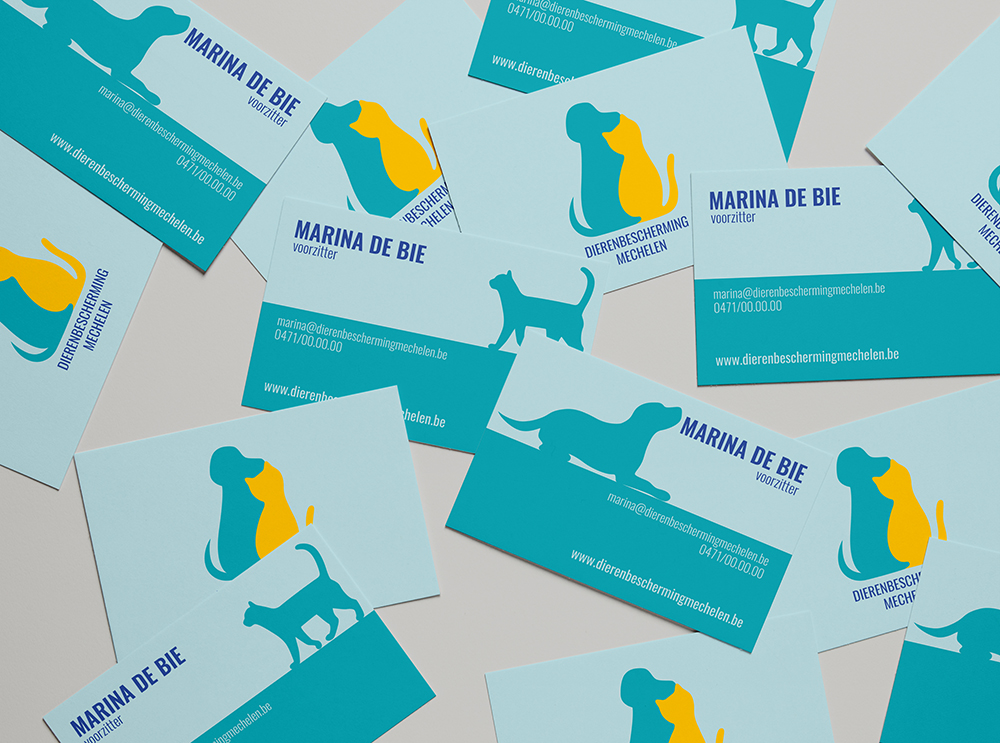 MARINA DE BIE
voorzitter
marina@dierenbeschermingmechelen.be
0471/00.00.00
www.dierenbeschermingmechelen.be
marina@dierenbeschermingmechelen.be
0471/00.00.00
DIERENBESCHERMING
MECHELEN
MECHELEN
DIERENBESCHERMING
MECHELEN
MARINA DE BIE
voorzitter
marina@dierenbeschermingmechelen.be
0471/00.00.00
MARINA DE BIE
voorzitter
marina@dierenbeschermingmechelen.be
0471/00.00.00
www.dierenbeschermingmechelen.be
MARINA DE BIE
voorzitter
marina@dierenbeschermingmechelen.be
0471/00.00.00
www.dierenbeschermingmechelen.be
MARINA DE BIE
voorzitter